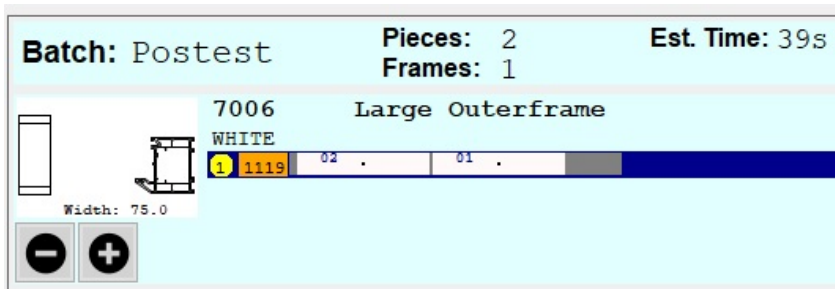 Batch: Postest
Pieces: 2
Frames: 1
Est. Time: 39s
7006 Large Outerframe
WHITE
1 1119 02 01
Width: 75.0